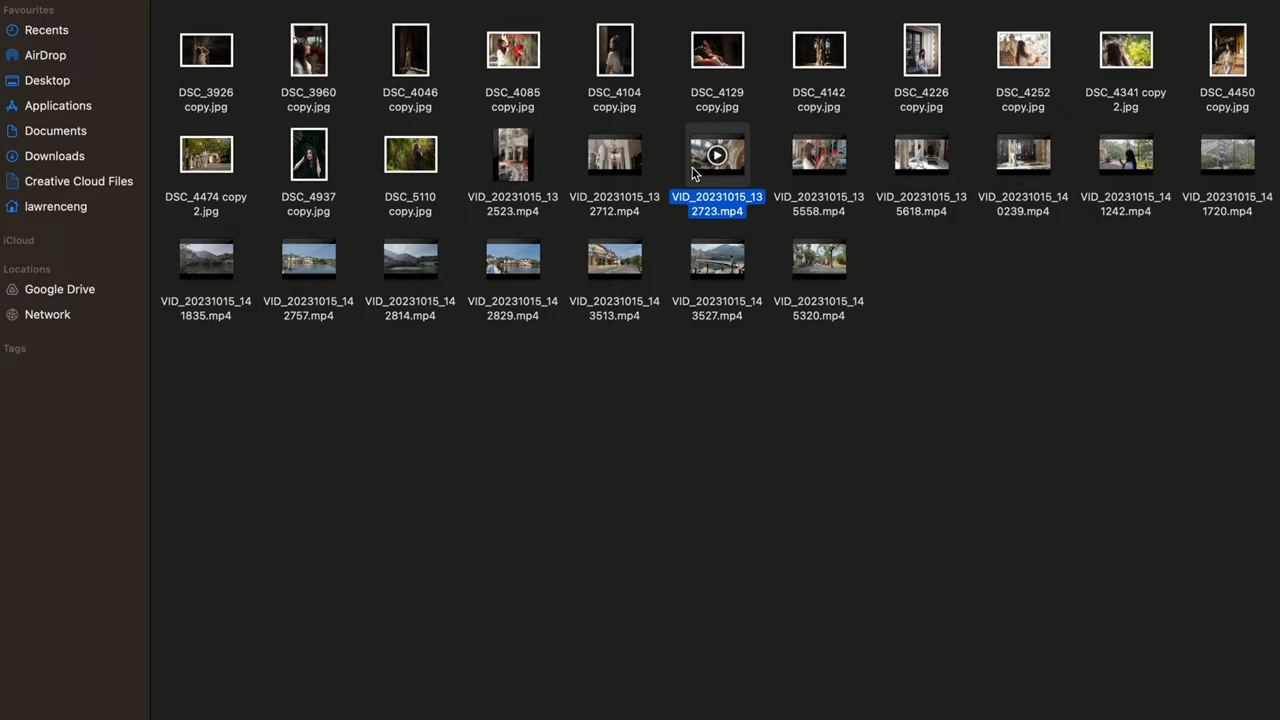 Favourites
Recents
AirDrop
Desktop
Applications
Documents
Downloads
Creative Cloud Files
lawrenceng
iCloud
Locations
Google Drive
Network
Tags
DSC_3926
copy.jpg
DSC_3960
copy.jpg
DSC_4046
copy.jpg
DSC_4085
copy.jpg
DSC_4104
copy.jpg
DSC_4129
copy.jpg
DSC_4142
copy.jpg
DSC_4226
copy.jpg
DSC_4252
copy.jpg
DSC_4341 copy
2.jpg
DSC_4450
copy.jpg
DSC_4474 copy
2.jpg
DSC_4937
copy.jpg
DSC_5110
copy.jpg
VID_20231015_13
2523.mp4
VID_20231015_13
2712.mp4
VID_20231015_13
2723.mp4
VID_20231015_13
5558.mp4
VID_20231015_13
5618.mp4
VID_20231015_14
0239.mp4
VID_20231015_14
1242.mp4
VID_20231015_14
1720.mp4
VID_20231015_14
1835.mp4
VID_20231015_14
2757.mp4
VID_20231015_14
2814.mp4
VID_20231015_14
2829.mp4
VID_20231015_14
3513.mp4
VID_20231015_14
3527.mp4
VID_20231015_14
5320.mp4